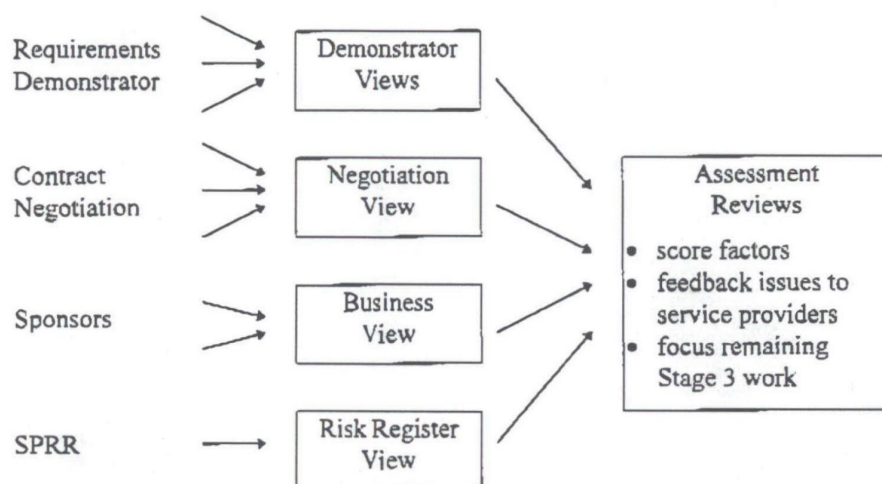 Requirements
Demonstrator
Demonstrator
Views
Contract
Negotiation
Negotiation
View
Sponsors
Business
View
SPRR
Risk Register
View
Assessment
Reviews
• score factors
• feedback issues to
service providers
• focus remaining
Stage 3 work